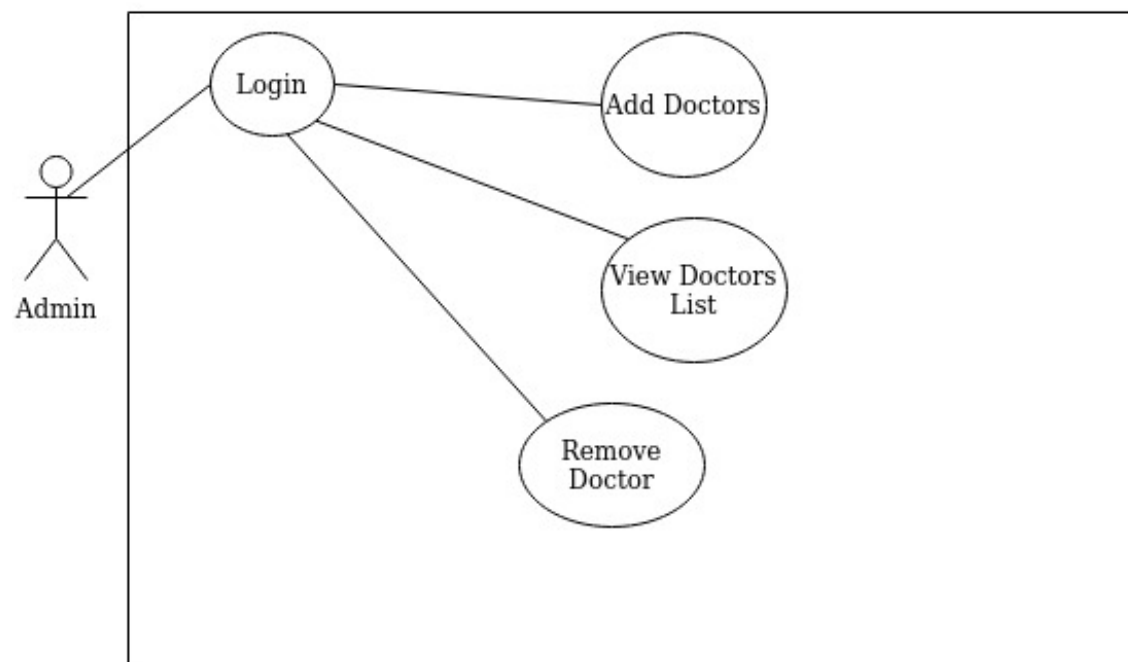 Login
Add Doctors
Admin
View Doctors
List
Remove
Doctor